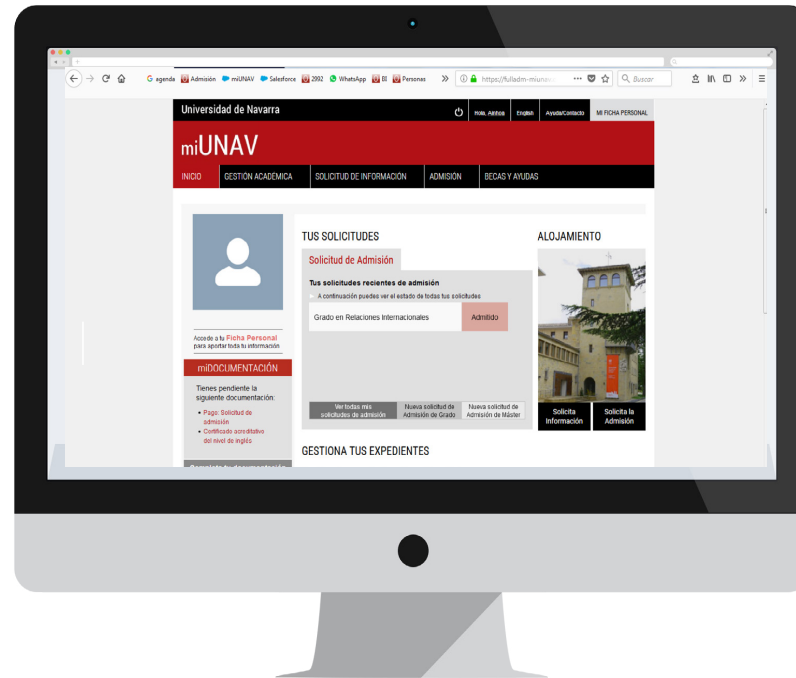 G agenda Admisión miUNAV Salesforce 2992 WhatsApp BI Personas
https://fulladm-miunav
Buscar
Universidad de Navarra
Hola, Ainhoa
English
Ayuda/Contacto
MI FICHA PERSONAL
miUNAV
INICIO GESTIÓN ACADÉMICA SOLICITUD DE INFORMACIÓN ADMISIÓN BECAS Y AYUDAS
TUS SOLICITUDES
ALOJAMIENTO
Solicitud de Admisión
Tus solicitudes recientes de admisión
A continuación puedes ver el estado de todas tus solicitudes
Grado en Relaciones Internacionales
Admitido
Accede a tu Ficha Personal
para aportar toda tu información
miDOCUMENTACIÓN
Tienes pendiente la
siguiente documentación:
Pago: Solicitud de
admisión
Certificado acreditativo
del nivel de inglés
Ver todas mis
solicitudes de admisión
Nueva solicitud de
Admisión de Grado
Nueva solicitud de
Admisión de Máster
Solicita
Información
Solicita la
Admisión
GESTIONA TUS EXPEDIENTES